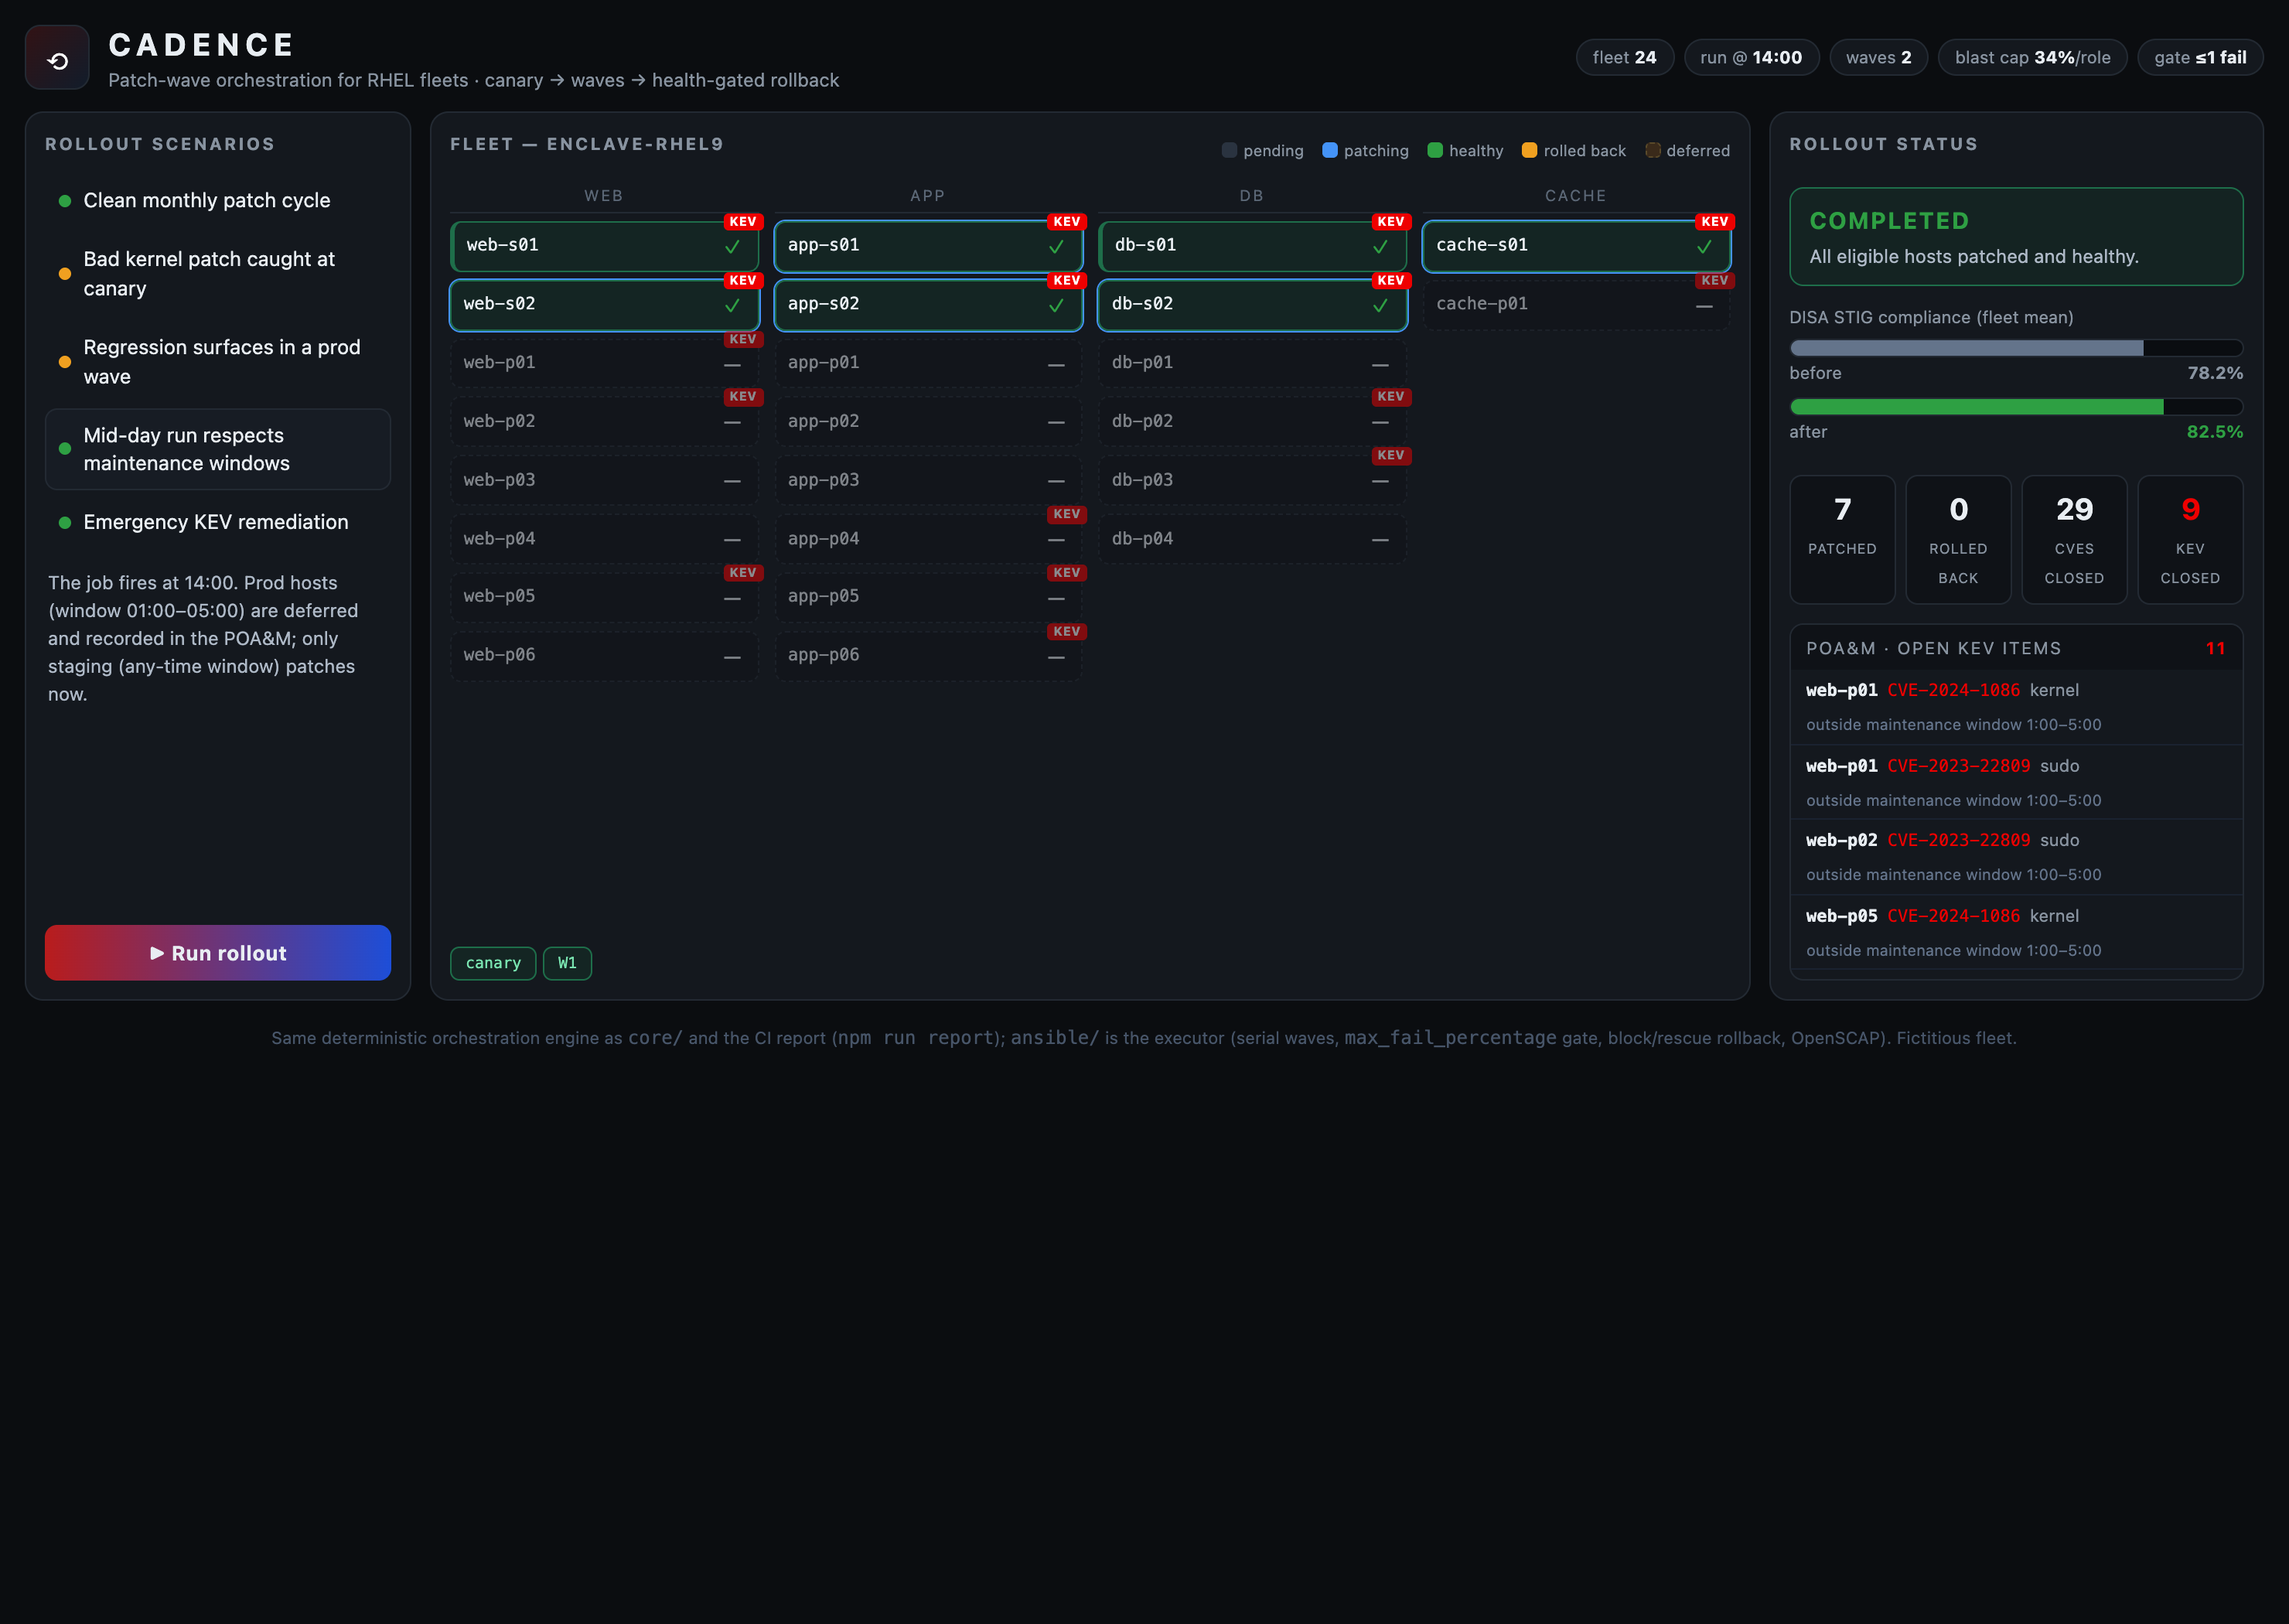 ⟲
CADENCE
Patch-wave orchestration for RHEL fleets · canary → waves → health-gated rollback
fleet 24
run @ 14:00
waves 2
blast cap 34%/role
gate ≤1 fail
ROLLOUT SCENARIOS
Clean monthly patch cycle
Bad kernel patch caught at
canary
Regression surfaces in a prod
wave
Mid-day run respects
maintenance windows
Emergency KEV remediation
The job fires at 14:00. Prod hosts
(window 01:00–05:00) are deferred
and recorded in the POA&M; only
staging (any-time window) patches
now.
▶ Run rollout
FLEET — ENCLAVE-RHEL9
pending
patching
healthy
rolled back
deferred
WEB
KEV
web-s01 ✓
KEV
web-s02 ✓
KEV
web-p01 —
KEV
web-p02 —
web-p03 —
web-p04 —
KEV
web-p05 —
web-p06 —
APP
KEV
app-s01 ✓
KEV
app-s02 ✓
app-p01 —
app-p02 —
app-p03 —
KEV
app-p04 —
KEV
app-p05 —
KEV
app-p06 —
DB
KEV
db-s01 ✓
KEV
db-s02 ✓
db-p01 —
KEV
db-p02 —
KEV
db-p03 —
db-p04 —
CACHE
KEV
cache-s01 ✓
KEV
cache-p01 —
canary
W1
ROLLOUT STATUS
COMPLETED
All eligible hosts patched and healthy.
DISA STIG compliance (fleet mean)
before 78.2%
after 82.5%
7
PATCHED
0
ROLLED
BACK
29
CVES
CLOSED
9
KEV
CLOSED
POA&M · OPEN KEV ITEMS 11
web-p01 CVE-2024-1086 kernel
outside maintenance window 1:00–5:00
web-p01 CVE-2023-22809 sudo
outside maintenance window 1:00–5:00
web-p02 CVE-2023-22809 sudo
outside maintenance window 1:00–5:00
web-p05 CVE-2024-1086 kernel
outside maintenance window 1:00–5:00
Same deterministic orchestration engine as core/ and the CI report (npm run report); ansible/ is the executor (serial waves, max_fail_percentage gate, block/rescue rollback, OpenSCAP). Fictitious fleet.